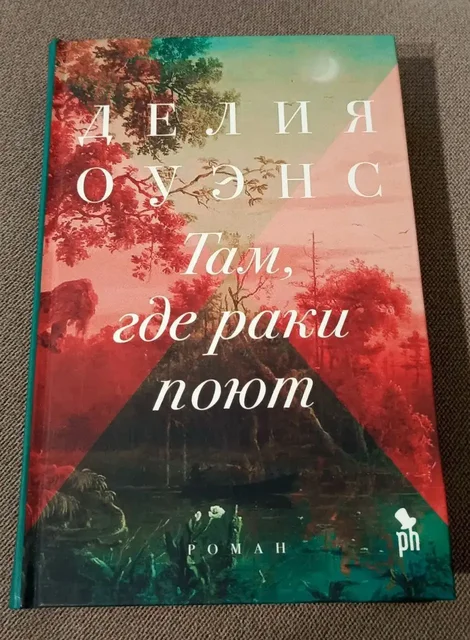 ДЕЛИЯ
ОУЭНС
Там,
где раки
поют
РОМАН
ph